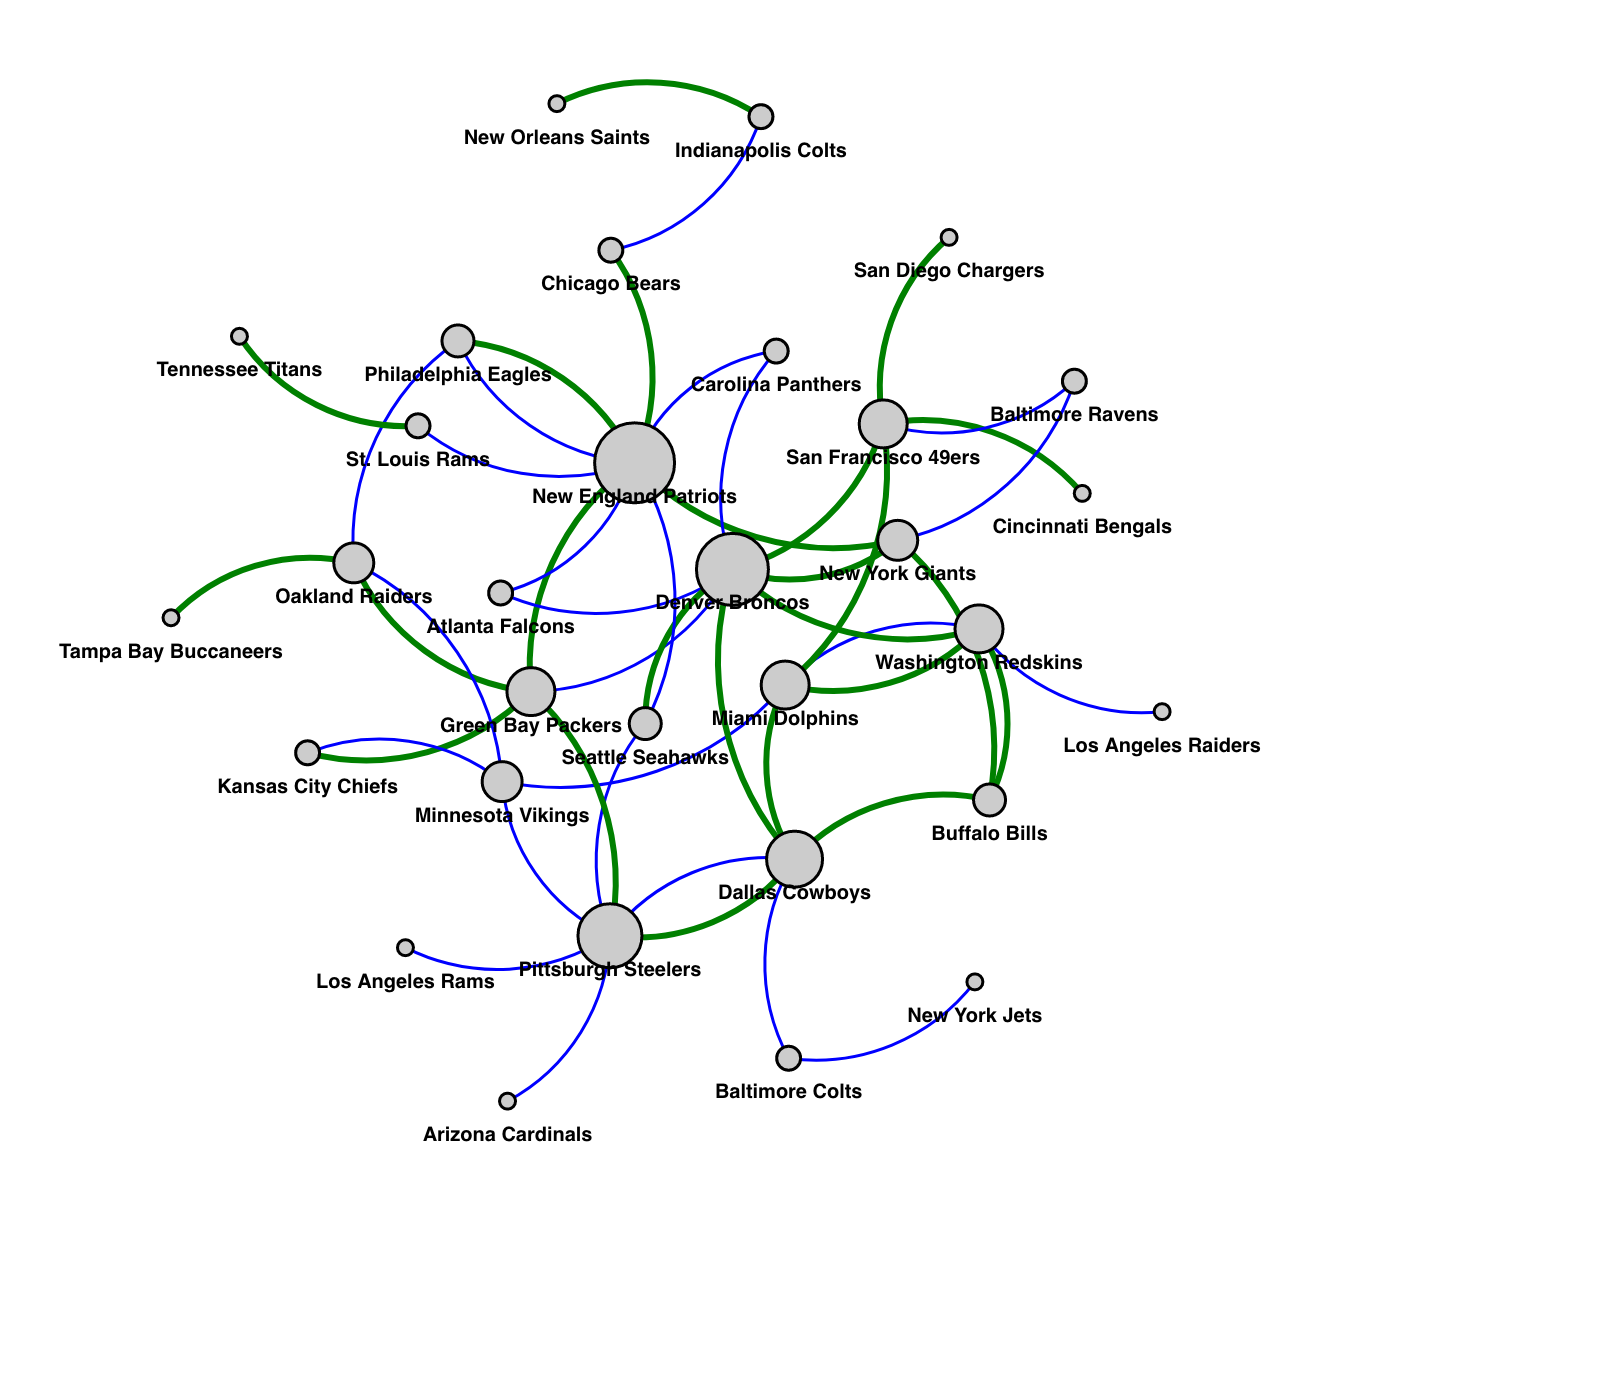 New Orleans Saints
Indianapolis Colts
San Diego Chargers
Chicago Bears
Tennessee Titans
Philadelphia Eagles
Carolina Panthers
Baltimore Ravens
St. Louis Rams
San Francisco 49ers
New England Patriots
Cincinnati Bengals
New York Giants
Oakland Raiders
Denver Broncos
Atlanta Falcons
Tampa Bay Buccaneers
Washington Redskins
Miami Dolphins
Green Bay Packers
Los Angeles Raiders
Seattle Seahawks
Kansas City Chiefs
Minnesota Vikings
Buffalo Bills
Dallas Cowboys
Pittsburgh Steelers
Los Angeles Rams
New York Jets
Baltimore Colts
Arizona Cardinals